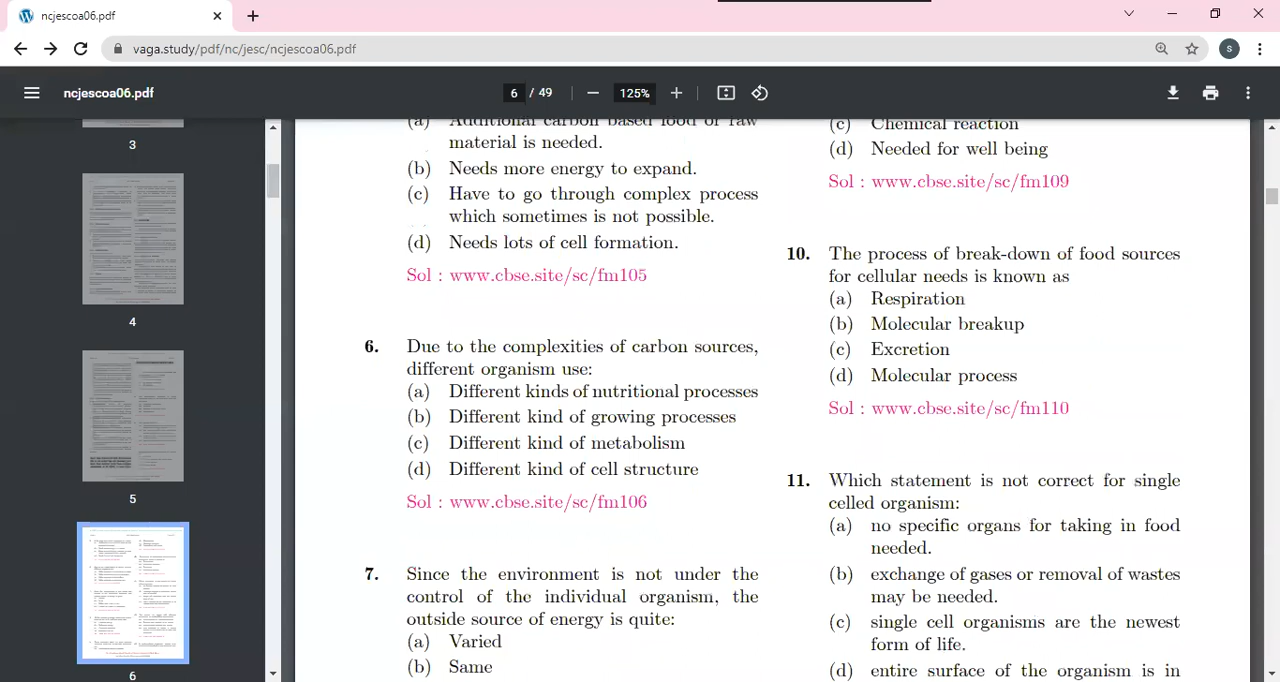 ncjescoa06.pdf
vaga.study/pdf/nc/jesc/ncjescoa06.pdf
S
ncjescoa06.pdf
6 / 49
125%
3
4
5
6
(a) Additional carbon based food or raw
material is needed.
(b) Needs more energy to expand.
(c) Have to go through complex process
which sometimes is not possible.
(d) Needs lots of cell formation.
Sol : www.cbse.site/sc/fm105
6. Due to the complexities of carbon sources,
different organism use:
(a) Different kind of nutritional processes
(b) Different kind of growing processes
(c) Different kind of metabolism
(d) Different kind of cell structure
Sol : www.cbse.site/sc/fm106
7. the is not under the
of the each organism, the
source of energy is quite:
(a) Varied
(b) Same
(c) Chemical reaction
(d) Needed for well being
Sol : www.cbse.site/sc/fm109
10. The process of break-down of food sources
for cellular needs is known as
(a) Respiration
(b) Molecular breakup
(c) Excretion
(d) Molecular process
Sol : www.cbse.site/sc/fm110
11. Which statement is not correct for single
celled organism:
(a) no specific organs for taking in food
needed.
exchange of gases or removal of wastes
may be needed.
single cell organisms are the newest
form of life.
(d) entire surface of the organism is in